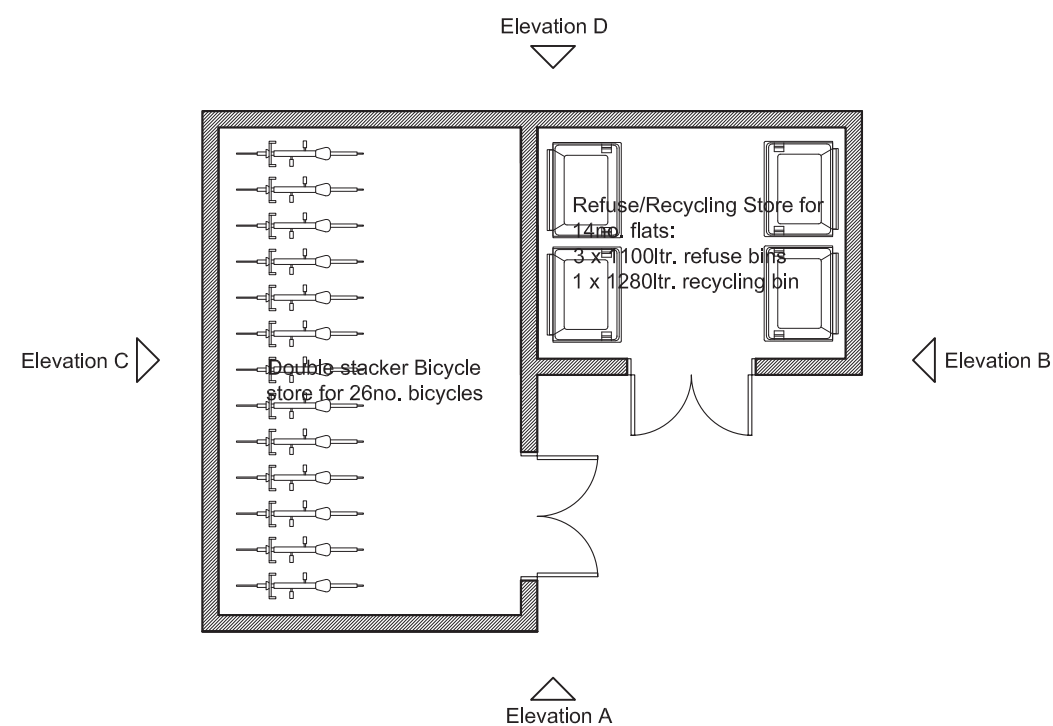 Elevation D
Refuse/Recycling Store for
14no. flats:
3 x 1100ltr. refuse bins
1 x 1280ltr. recycling bin
Elevation C
Double stacker Bicycle
store for 26no. bicycles
Elevation B
Elevation A